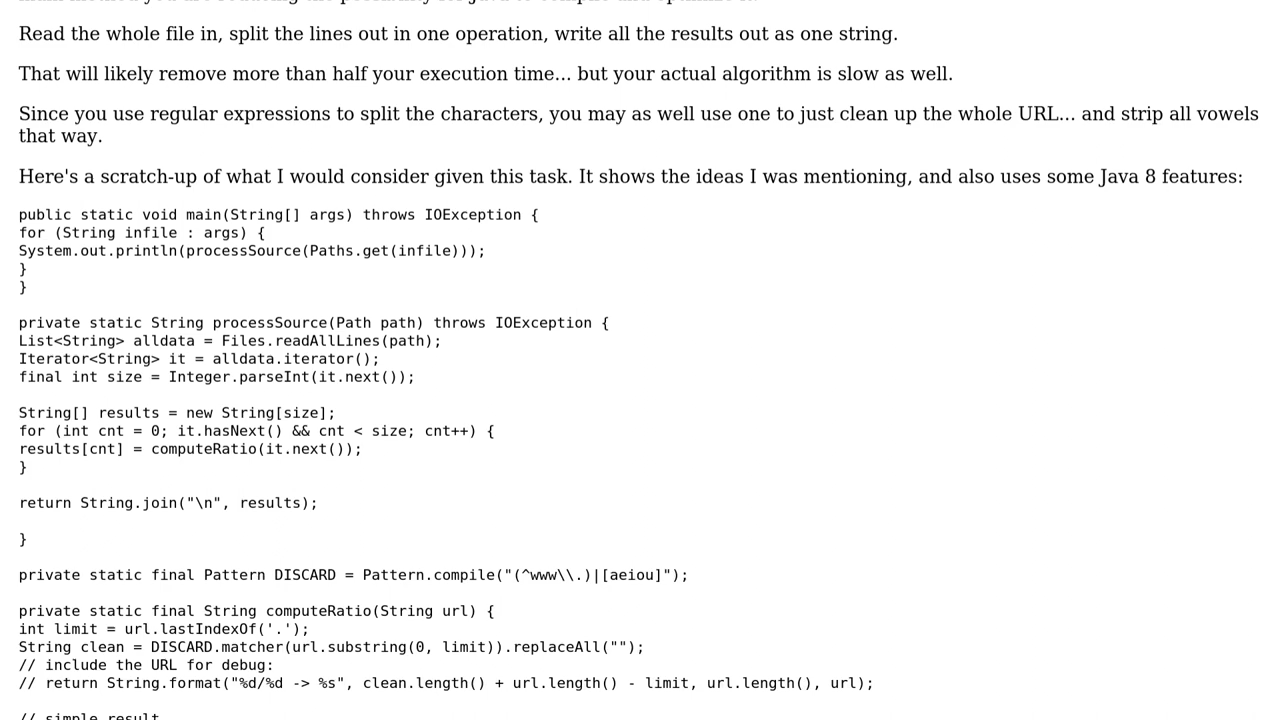 Read the whole file in, split the lines out in one operation, write all the results out as one string.
That will likely remove more than half your execution time... but your actual algorithm is slow as well.
Since you use regular expressions to split the characters, you may as well use one to just clean up the whole URL... and strip all vowels
that way.
Here's a scratch-up of what I would consider given this task. It shows the ideas I was mentioning, and also uses some Java 8 features:
public static void main(String[] args) throws IOException {
for (String infile : args) {
System.out.println(processSource(Paths.get(infile)));
}
}
private static String processSource(Path path) throws IOException {
List<String> alldata = Files.readAllLines(path);
Iterator<String> it = alldata.iterator();
final int size = Integer.parseInt(it.next());
String[] results = new String[size];
for (int cnt = 0; it.hasNext() && cnt < size; cnt++) {
results[cnt] = computeRatio(it.next());
}
return String.join("\n", results);
}
private static final Pattern DISCARD = Pattern.compile("(^www\\.)|[aeiou]");
private static final String computeRatio(String url) {
int limit = url.lastIndexOf('.');
String clean = DISCARD.matcher(url.substring(0, limit)).replaceAll("");
// include the URL for debug:
// return String.format("%d/%d -> %s", clean.length() + url.length() - limit, url.length(), url);
// simple result